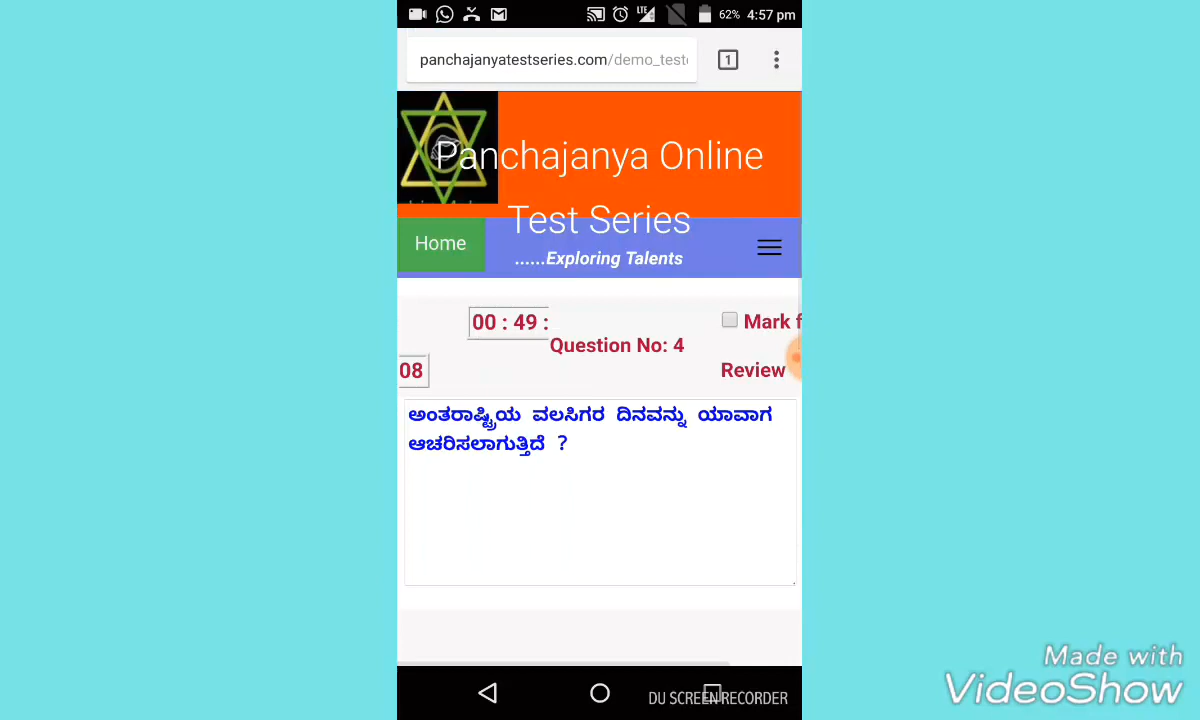 62% 4:57 pm
panchajanyatestseries.com/demo_test
1
Panchajanya Online
Test Series
Home
......Exploring Talents
00 : 49 :
Mark f
Question No: 4
08
Review
ಅಂತರಾಷ್ಟ್ರಿಯ ವಲಸಿಗರ ದಿನವನ್ನು ಯಾವಾಗ
ಆಚರಿಸಲಾಗುತ್ತಿದೆ ?
DU SCREEN RECORDER
Made with
VideoShow